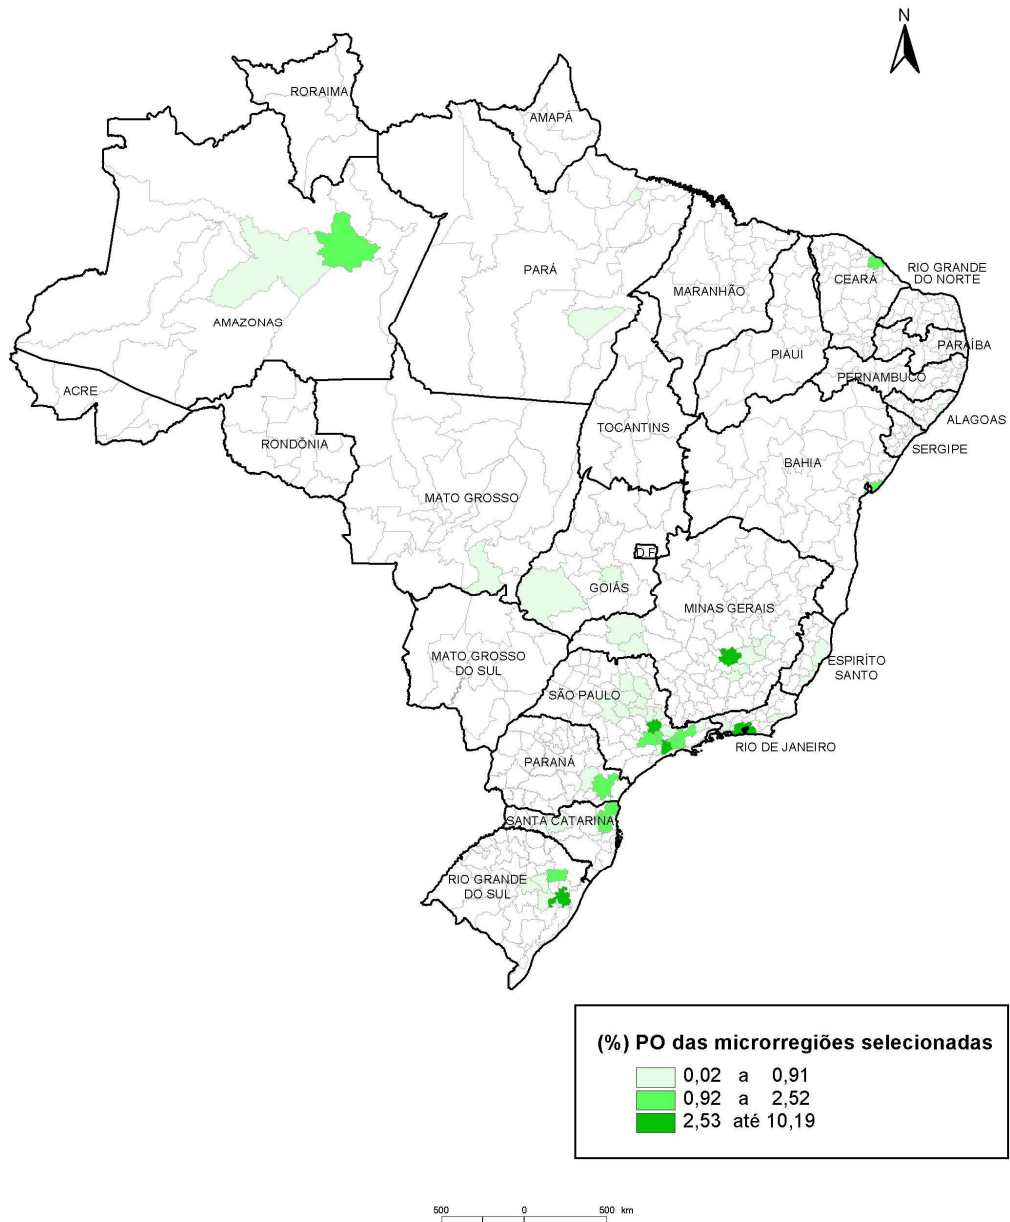 N
RORAIMA
AMAPÁ
PARÁ
AMAZONAS
MARANHÃO
CEARÁ
RIO GRANDE
DO NORTE
PARAÍBA
PIAUI
PERNAMBUCO
ACRE
ALAGOAS
TOCANTINS
SERGIPE
RONDÔNIA
BAHIA
MATO GROSSO
D.F.
GOIÁS
MINAS GERAIS
MATO GROSSO
DO SUL
ESPIRÍTO
SANTO
SÃO PAULO
RIO DE JANEIRO
PARANÁ
SANTA CATARINA
RIO GRANDE
DO SUL
(%) PO das microrregiões selecionadas
0,02 a 0,91
0,92 a 2,52
2,53 até 10,19
500 0 500 km